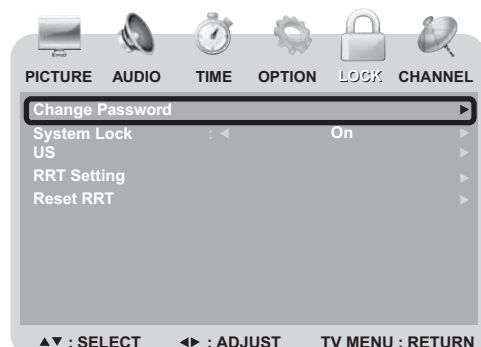 PICTURE AUDIO TIME OPTION LOCK CHANNEL
Change Password ▶
System Lock : ◀ On ▶
US ▶
RRT Setting ▶
Reset RRT ▶
▲▼ : SELECT ◀▶ : ADJUST TV MENU : RETURN